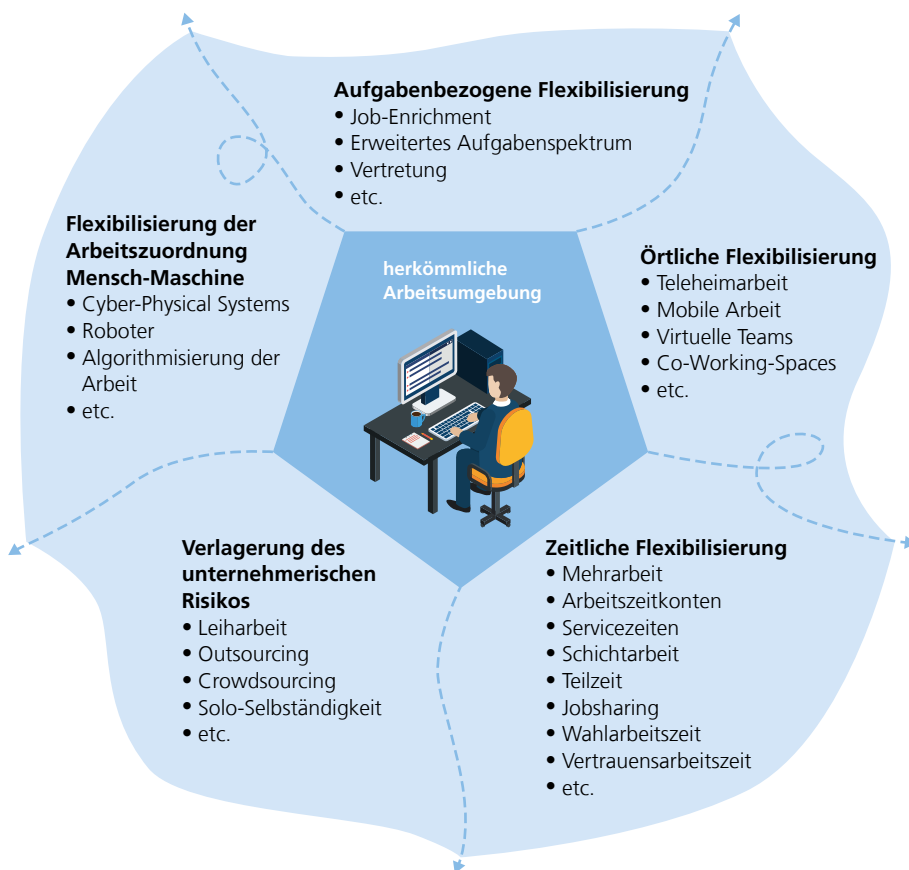 Aufgabenbezogene Flexibilisierung
• Job-Enrichment
• Erweitertes Aufgabenspektrum
• Vertretung
• etc.
Flexibilisierung der
Arbeitszuordnung
Mensch-Maschine
• Cyber-Physical Systems
• Roboter
• Algorithmisierung der
Arbeit
• etc.
herkömmliche
Arbeitsumgebung
Örtliche Flexibilisierung
• Teleheimarbeit
• Mobile Arbeit
• Virtuelle Teams
• Co-Working-Spaces
• etc.
Verlagerung des
unternehmerischen
Risikos
• Leiharbeit
• Outsourcing
• Crowdsourcing
• Solo-Selbständigkeit
• etc.
Zeitliche Flexibilisierung
• Mehrarbeit
• Arbeitszeitkonten
• Servicezeiten
• Schichtarbeit
• Teilzeit
• Jobsharing
• Wahlarbeitszeit
• Vertrauensarbeitszeit
• etc.